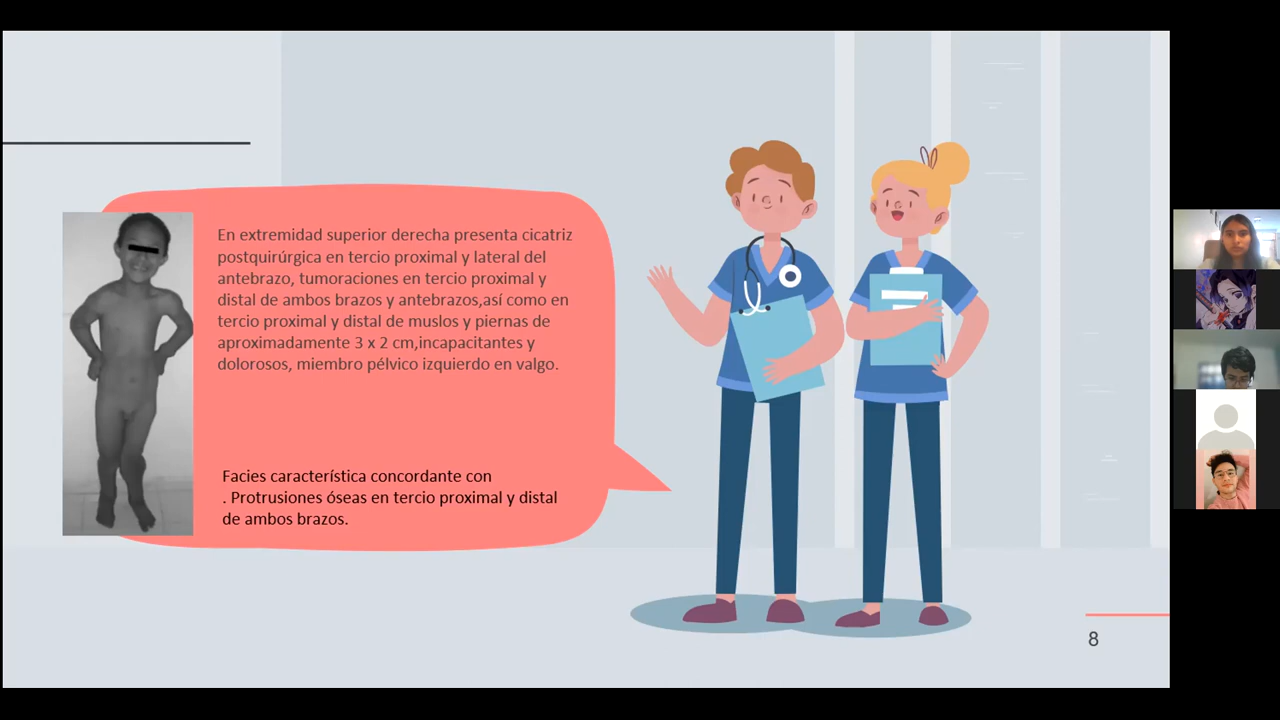 En extremidad superior derecha presenta cicatriz
postquirúrgica en tercio proximal y lateral del
antebrazo, tumoraciones en tercio proximal y
distal de ambos brazos y antebrazos,así como en
tercio proximal y distal de muslos y piernas de
aproximadamente 3 x 2 cm,incapacitantes y
dolorosos, miembro pélvico izquierdo en valgo.
Facies característica concordante con
. Protrusiones óseas en tercio proximal y distal
de ambos brazos.
8